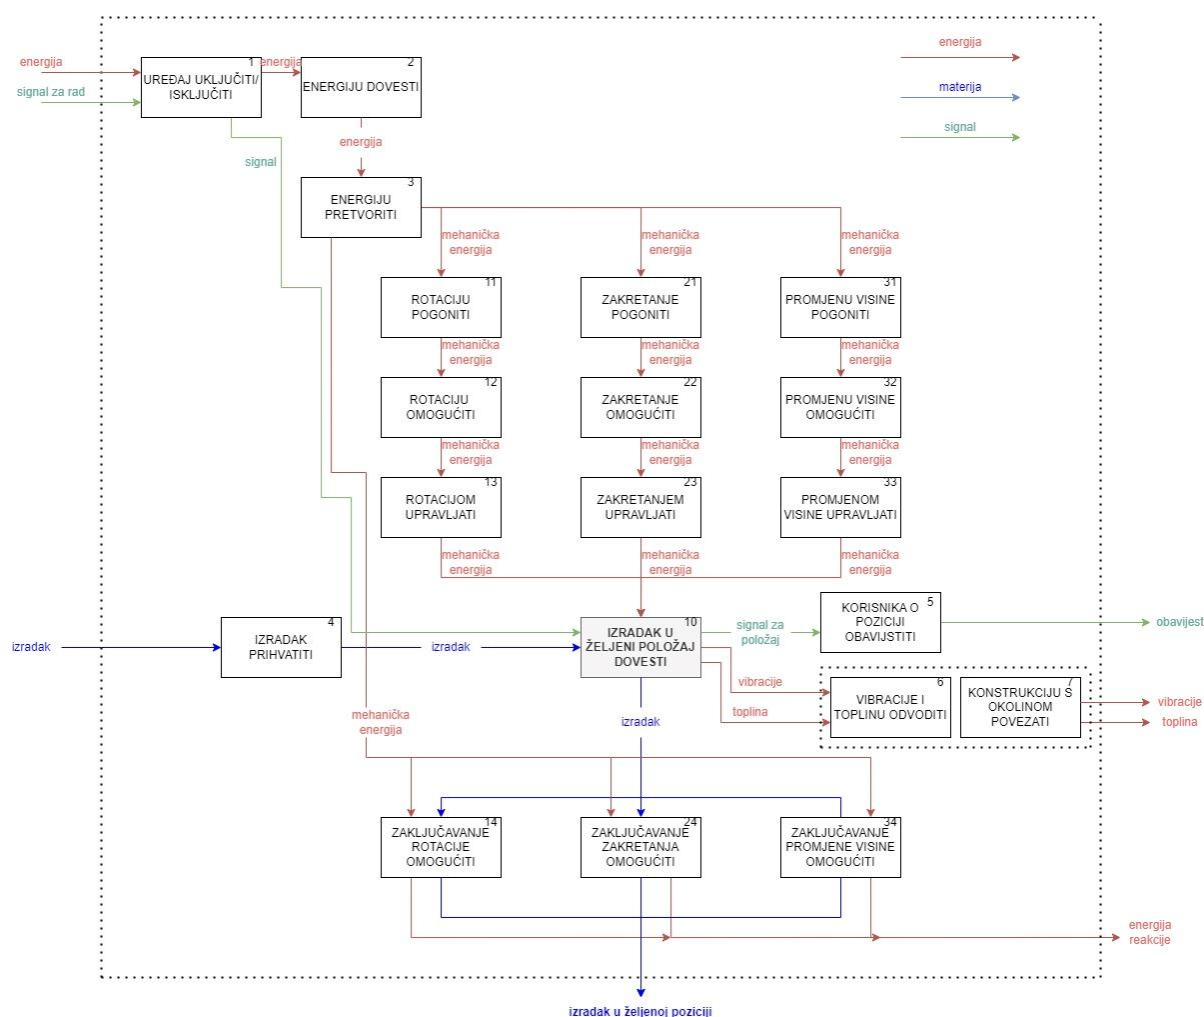 energija
signal za rad
1
UREĐAJ UKLJUČITI/
ISKLJUČITI
energija
2
ENERGIJU DOVESTI
energija
materija
signal
signal
energija
3
ENERGIJU
PRETVORITI
mehanička
energija
mehanička
energija
mehanička
energija
11
ROTACIJU
POGONITI
21
ZAKRETANJE
POGONITI
31
PROMJENU VISINE
POGONITI
mehanička
energija
mehanička
energija
mehanička
energija
12
ROTACIJU
OMOGUĆITI
22
ZAKRETANJE
OMOGUĆITI
32
PROMJENU VISINE
OMOGUĆITI
mehanička
energija
mehanička
energija
mehanička
energija
13
ROTACIJOM
UPRAVLJATI
23
ZAKRETANJEM
UPRAVLJATI
33
PROMJENOM
VISINE UPRAVLJATI
mehanička
energija
mehanička
energija
mehanička
energija
izradak
4
IZRADAK
PRIHVATITI
izradak
10
IZRADAK U
ŽELJENI POLOŽAJ
DOVESTI
signal za
položaj
5
KORISNIKA O
POZICIJI
OBAVIJSTITI
obavijest
vibracije
toplina
6
VIBRACIJE I
TOPLINU ODVODITI
7
KONSTRUKCIJU S
OKOLINOM
POVEZATI
vibracije
toplina
mehanička
energija
izradak
14
ZAKLJUČAVANJE
ROTACIJE
OMOGUĆITI
24
ZAKLJUČAVANJE
ZAKRETANJA
OMOGUĆITI
34
ZAKLJUČAVANJE
PROMJENE VISINE
OMOGUĆITI
energija
reakcije
izradak u željenoj poziciji